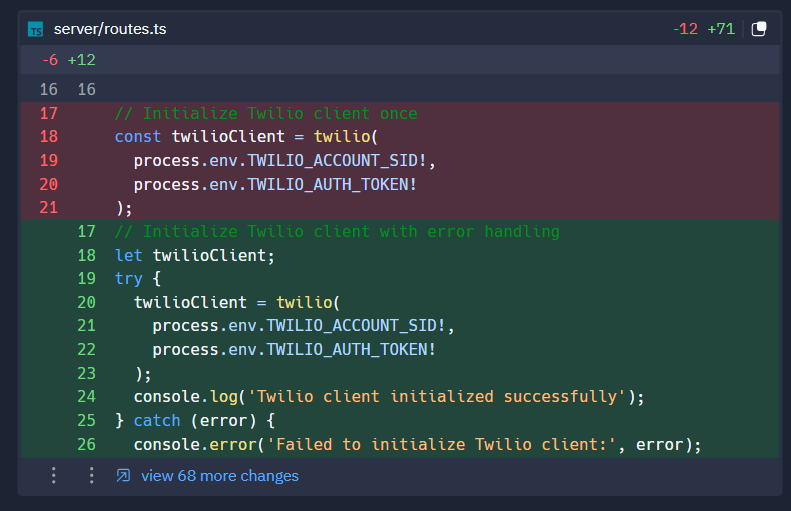 TS server/routes.ts -12 +71
-6 +12
16 16
17 // Initialize Twilio client once
18 const twilioClient = twilio(
19 process.env.TWILIO_ACCOUNT_SID!,
20 process.env.TWILIO_AUTH_TOKEN!
21 );
17 // Initialize Twilio client with error handling
18 let twilioClient;
19 try {
20 twilioClient = twilio(
21 process.env.TWILIO_ACCOUNT_SID!,
22 process.env.TWILIO_AUTH_TOKEN!
23 );
24 console.log('Twilio client initialized successfully');
25 } catch (error) {
26 console.error('Failed to initialize Twilio client:', error);
view 68 more changes